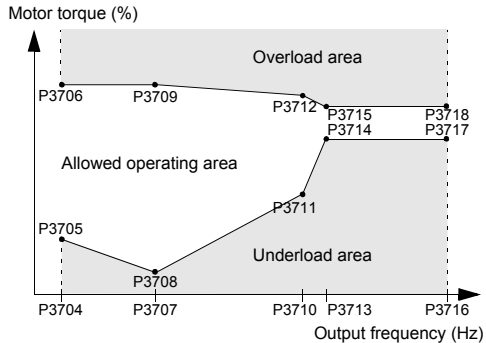 Motor torque (%)
Overload area
P3706
P3709
P3712
P3715
P3718
P3714
P3717
Allowed operating area
P3711
P3705
Underload area
P3708
P3704
P3707
P3710
P3713
P3716
Output frequency (Hz)